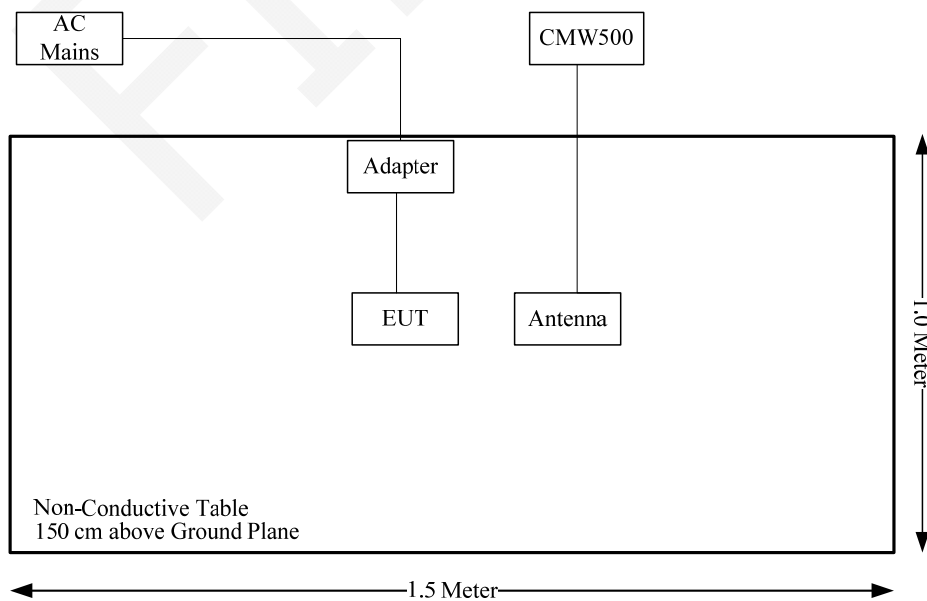 AC
Mains
CMW500
Adapter
EUT
Antenna
1.0 Meter
Non-Conductive Table
150 cm above Ground Plane
1.5 Meter